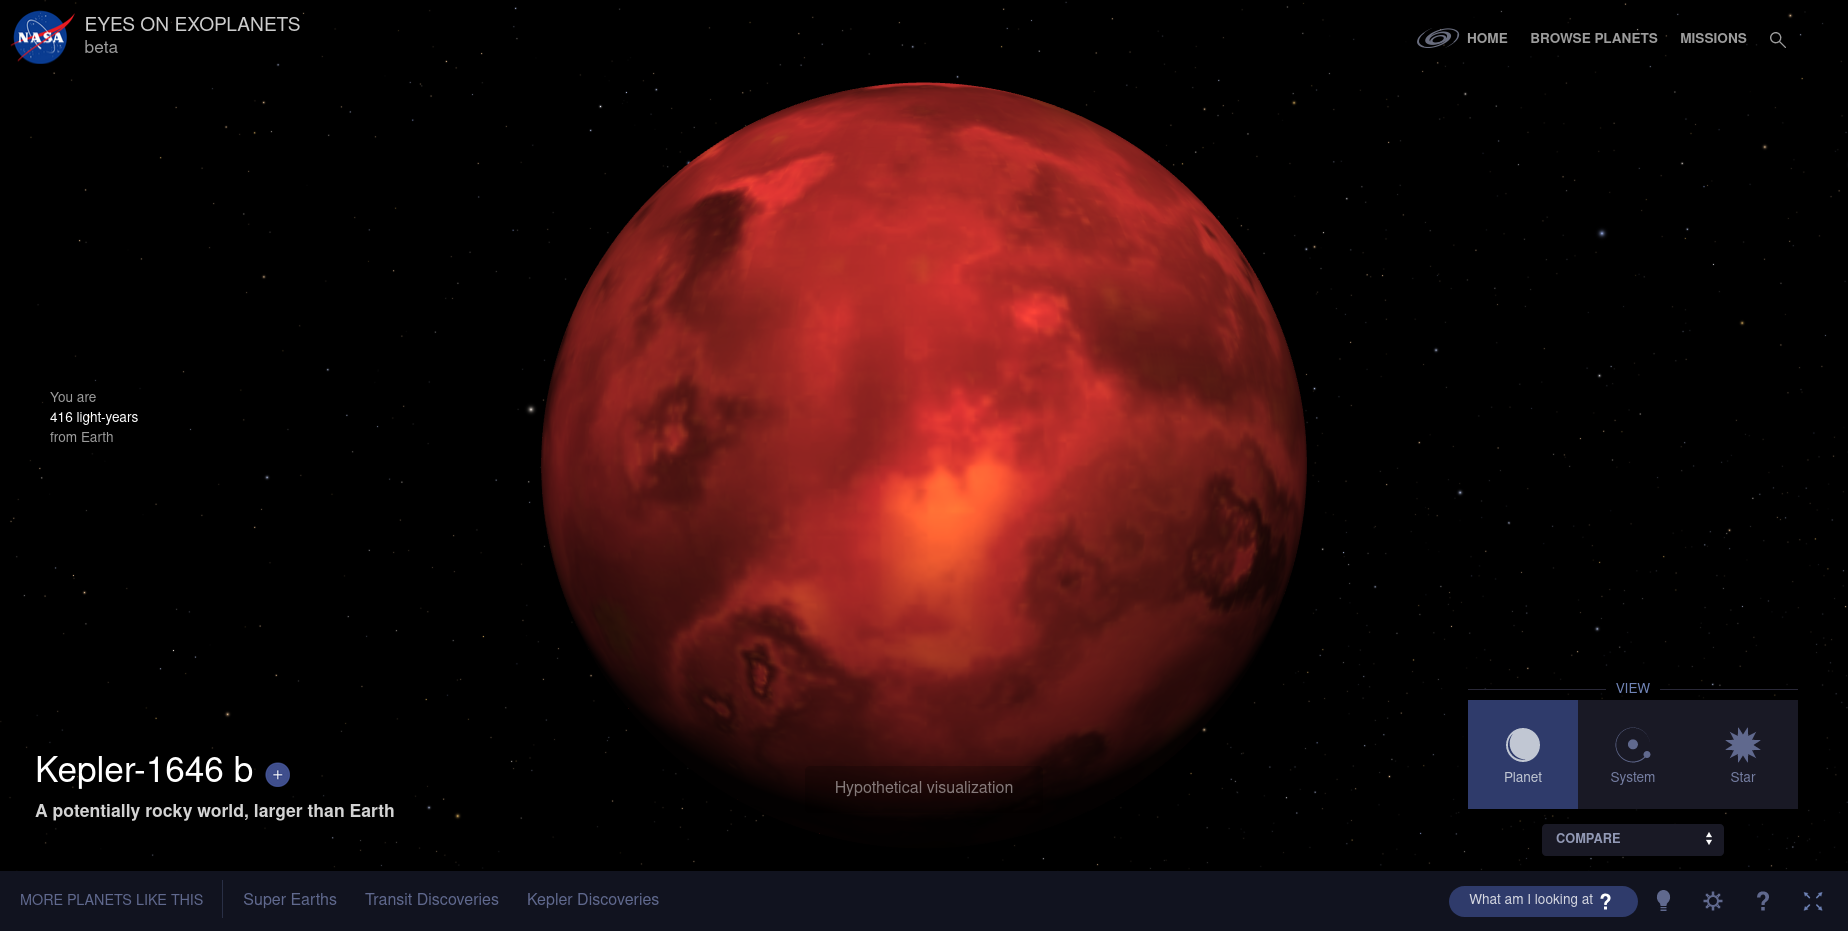 NASA
EYES ON EXOPLANETS
beta
HOME
BROWSE PLANETS
MISSIONS
You are
416 light-years
from Earth
Kepler-1646 b +
A potentially rocky world, larger than Earth
Hypothetical visualization
VIEW
Planet
System
Star
COMPARE
MORE PLANETS LIKE THIS
Super Earths
Transit Discoveries
Kepler Discoveries
What am I looking at ?
?